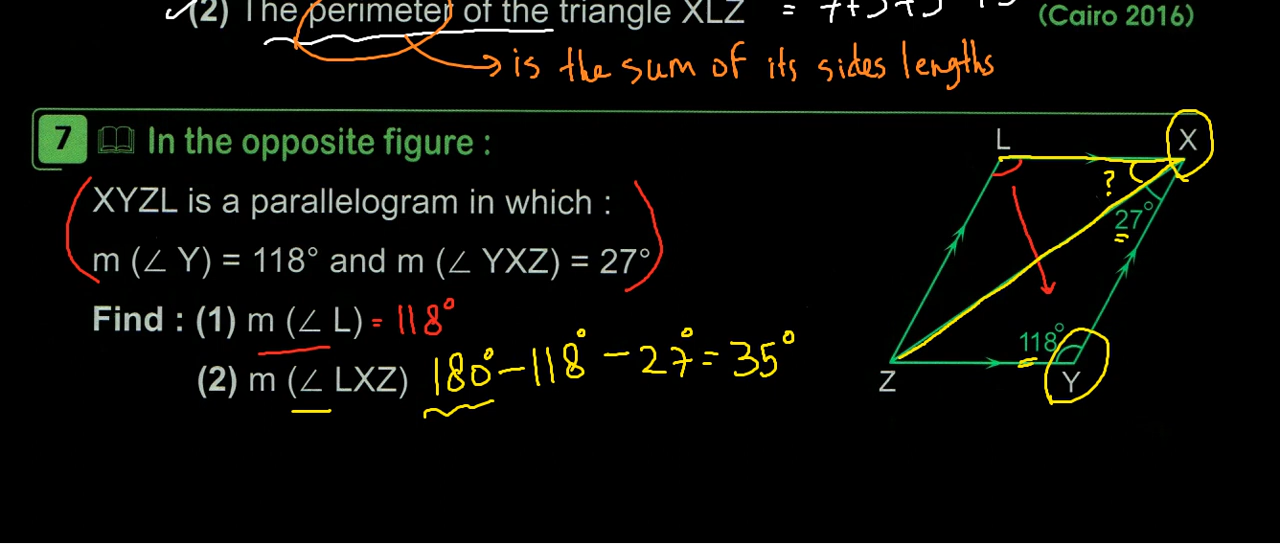 (2) The perimeter of the triangle XLZ =
(Cairo 2016)
is the sum of its sides lengths
7 In the opposite figure :
XYZL is a parallelogram in which :
m (∠ Y) = 118° and m (∠ YXZ) = 27°
Find : (1) m (∠ L) = 118°
(2) m (∠ LXZ) 180° - 118° - 27° = 35°
L X
?
27°
118°
Z Y